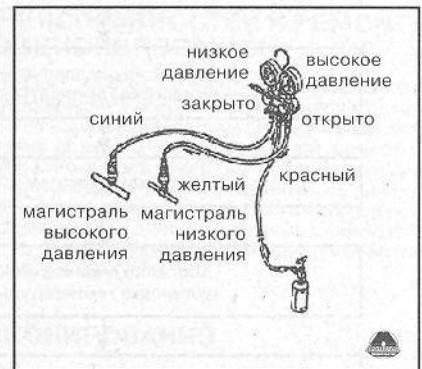 низкое
давление
высокое
давление
закрыто
открыто
синий
желтый
красный
магистраль
высокого
давления
магистраль
низкого
давления